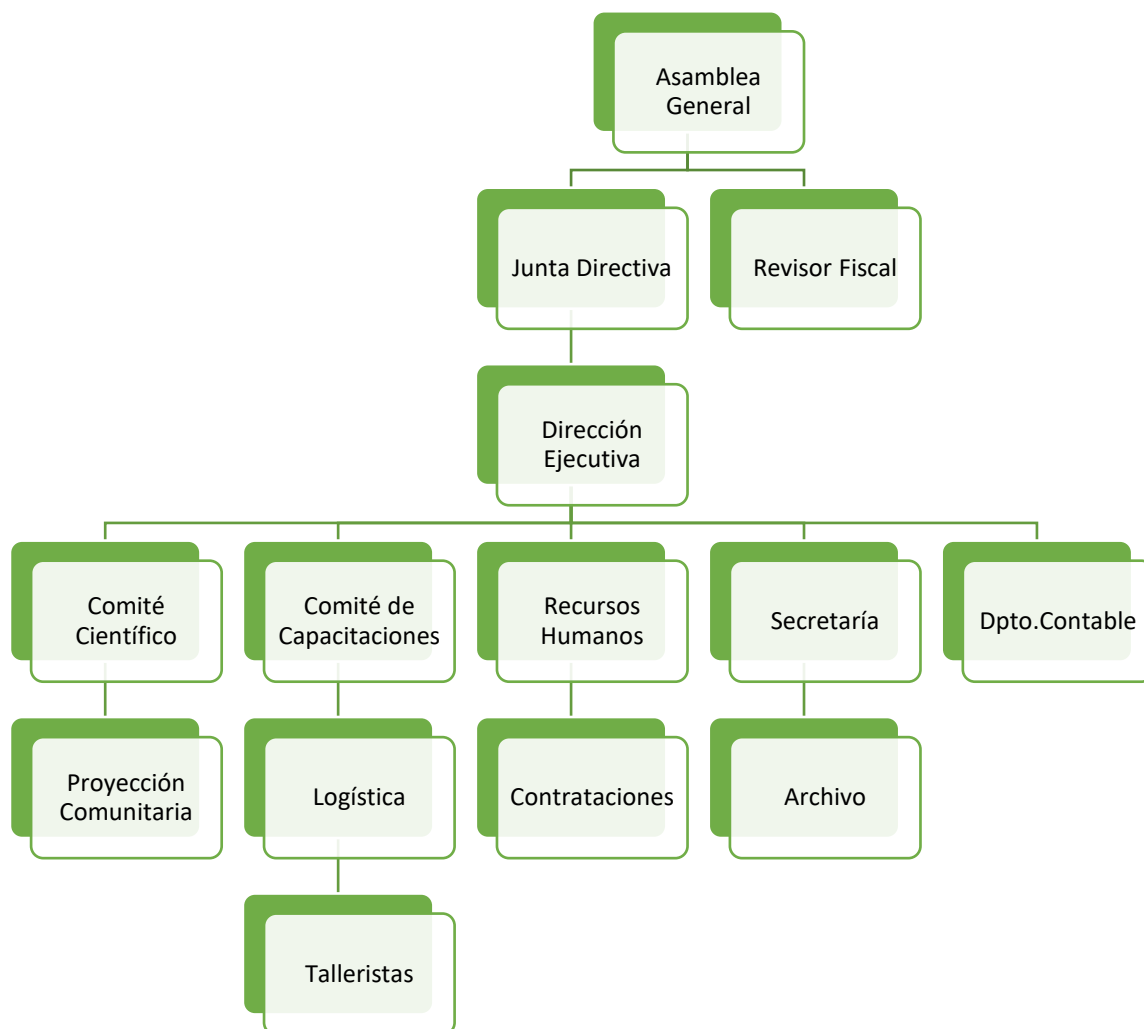 Asamblea
General
Junta Directiva
Revisor Fiscal
Dirección
Ejecutiva
Comité
Científico
Comité de
Capacitaciones
Recursos
Humanos
Secretaría
Dpto.Contable
Proyección
Comunitaria
Logística
Contrataciones
Archivo
Talleristas